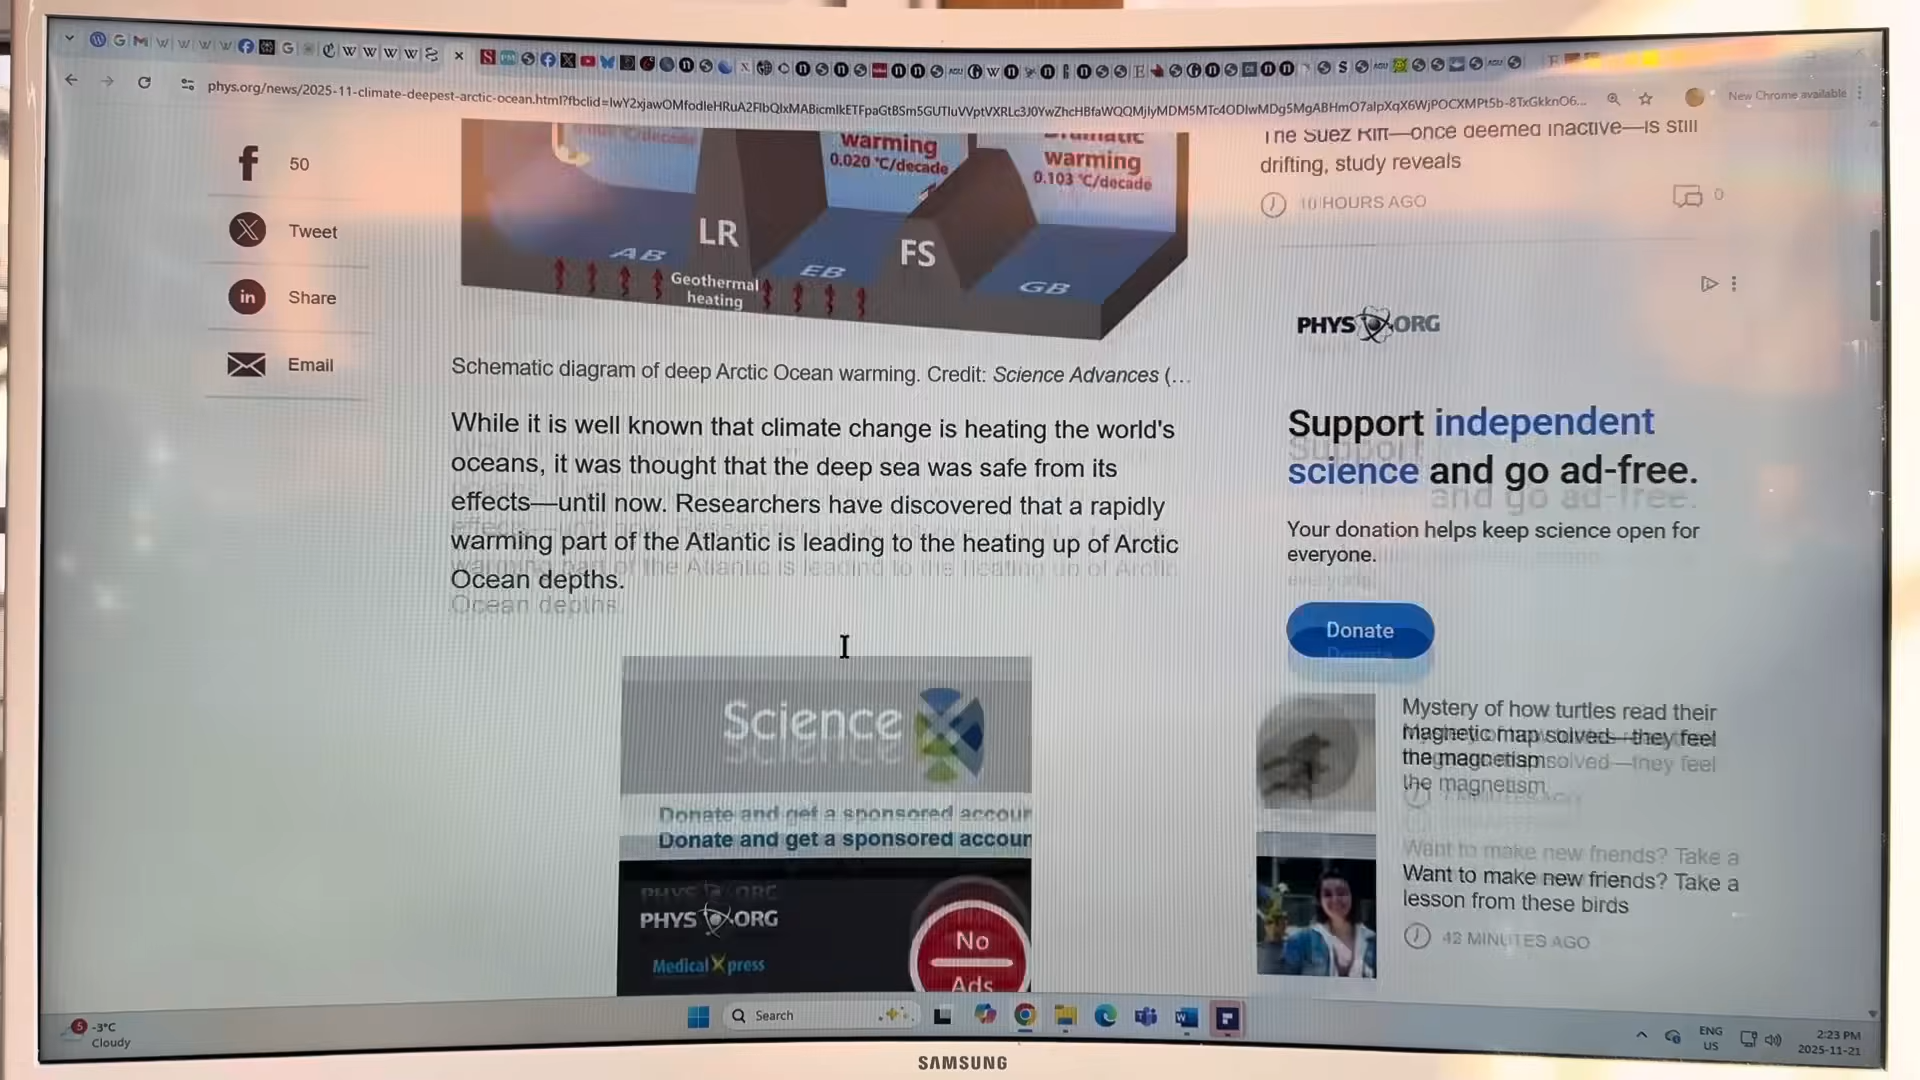 phys.org/news/2025-11-climate-deepest-arctic-ocean.html?
New Chrome available
50
Tweet
Share
Email
warming
0.020 °C/decade
warming
0.103 °C/decade
LR
FS
AB
EB
GB
Geothermal
heating
Schematic diagram of deep Arctic Ocean warming. Credit: Science Advances (...
While it is well known that climate change is heating the world's
oceans, it was thought that the deep sea was safe from its
effects—until now. Researchers have discovered that a rapidly
warming part of the Atlantic is leading to the heating up of Arctic
Ocean depths.
Science X
Donate and get a sponsored accour
PHYS ORG
Medical Xpress
No
Ads
The Suez Rift—once deemed inactive—is still
drifting, study reveals
10 HOURS AGO
0
PHYS ORG
Support independent
science and go ad-free.
Your donation helps keep science open for
everyone.
Donate
Mystery of how turtles read their
magnetic map solved—they feel
the magnetism
Want to make new friends? Take a
lesson from these birds
42 MINUTES AGO
5
-3°C
Cloudy
Search
ENG
US
2:23 PM
2025-11-21
SAMSUNG